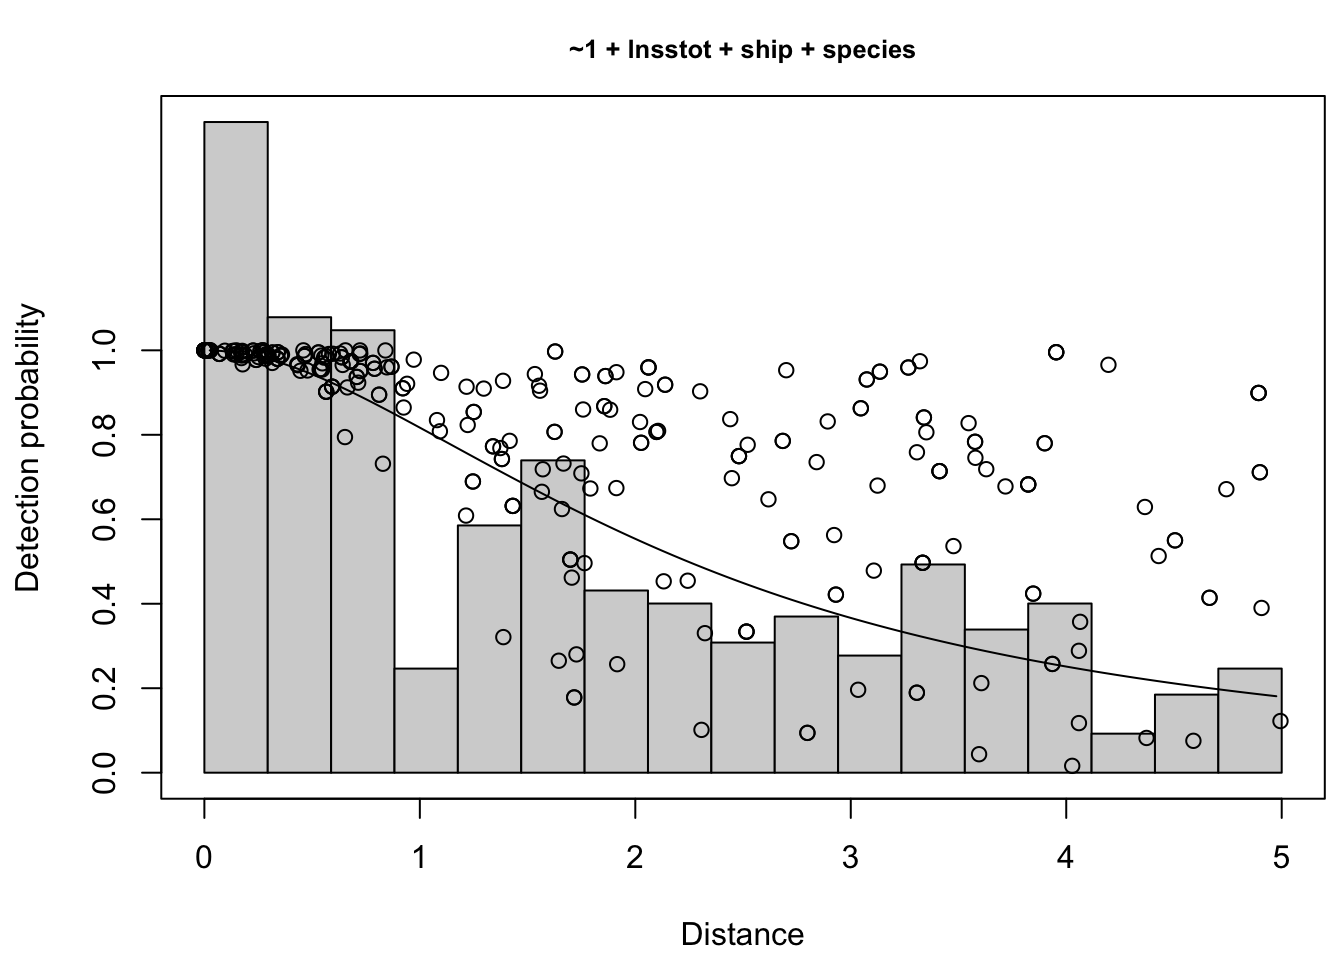 ~1 + lnsstot + ship + species
Detection probability
1.0
0.8
0.6
0.4
0.2
0.0
0 1 2 3 4 5
Distance